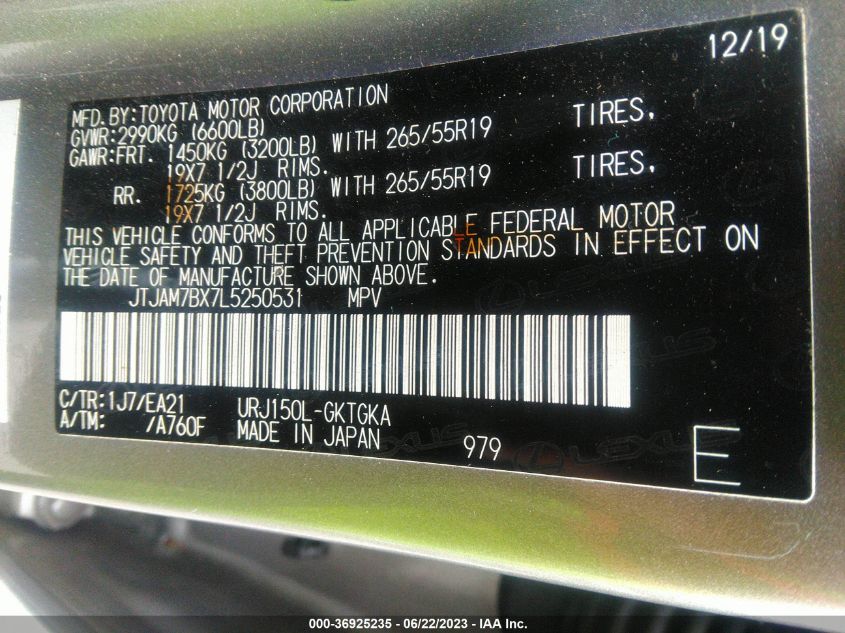 12/19
MFD.BY:TOYOTA MOTOR CORPORATION
GVWR:2990KG (6600LB)
GAWR:FRT. 1450KG (3200LB) WITH 265/55R19 TIRES,
19X7 1/2J RIMS.
RR. 1725KG (3800LB) WITH 265/55R19 TIRES,
19X7 1/2J RIMS.
THIS VEHICLE CONFORMS TO ALL APPLICABLE FEDERAL MOTOR
VEHICLE SAFETY AND THEFT PREVENTION STANDARDS IN EFFECT ON
THE DATE OF MANUFACTURE SHOWN ABOVE.
JTJAM7BX7L5250531 MPV
C/TR:1J7/EA21 URJ150L-GKTGKA
A/TM: /A760F MADE IN JAPAN 979 E
LEXUS
000-36925235 - 06/22/2023 - IAA Inc.